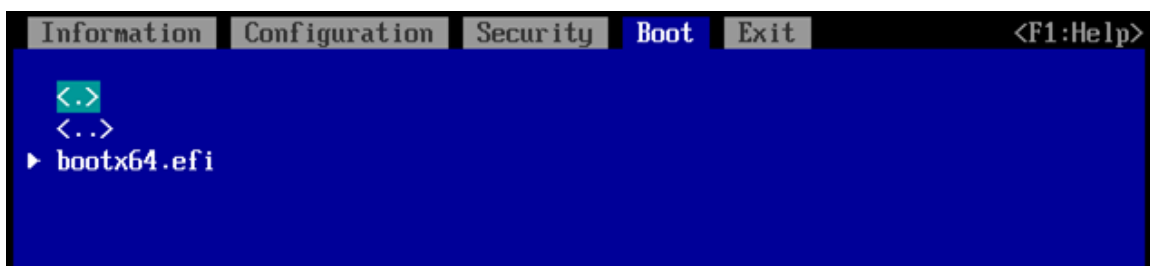 Information Configuration Security Boot Exit <F1:Help>
<.>
<..>
bootx64.efi